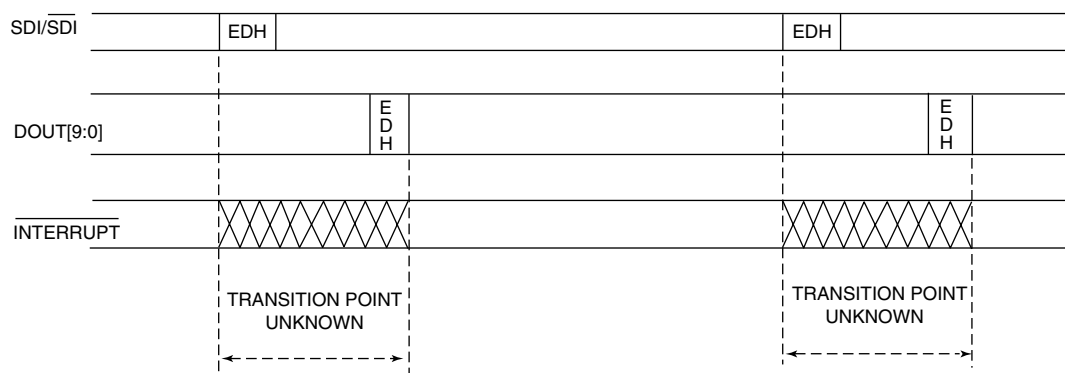 SDI/SDI
EDH
EDH
DOUT[9:0]
E
D
H
E
D
H
INTERRUPT
TRANSITION POINT
UNKNOWN
TRANSITION POINT
UNKNOWN